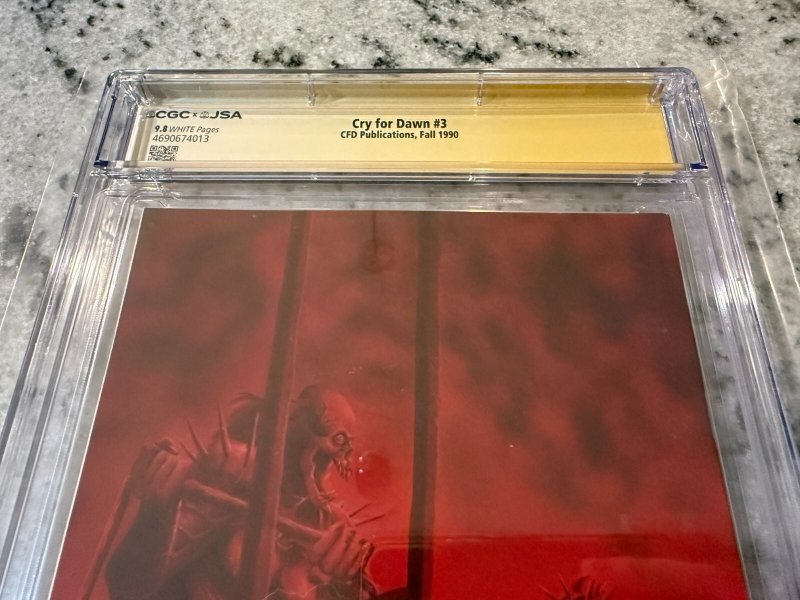 CGC x JSA
9.8 WHITE Pages
4690674013
Cry for Dawn #3
CFD Publications, Fall 1990